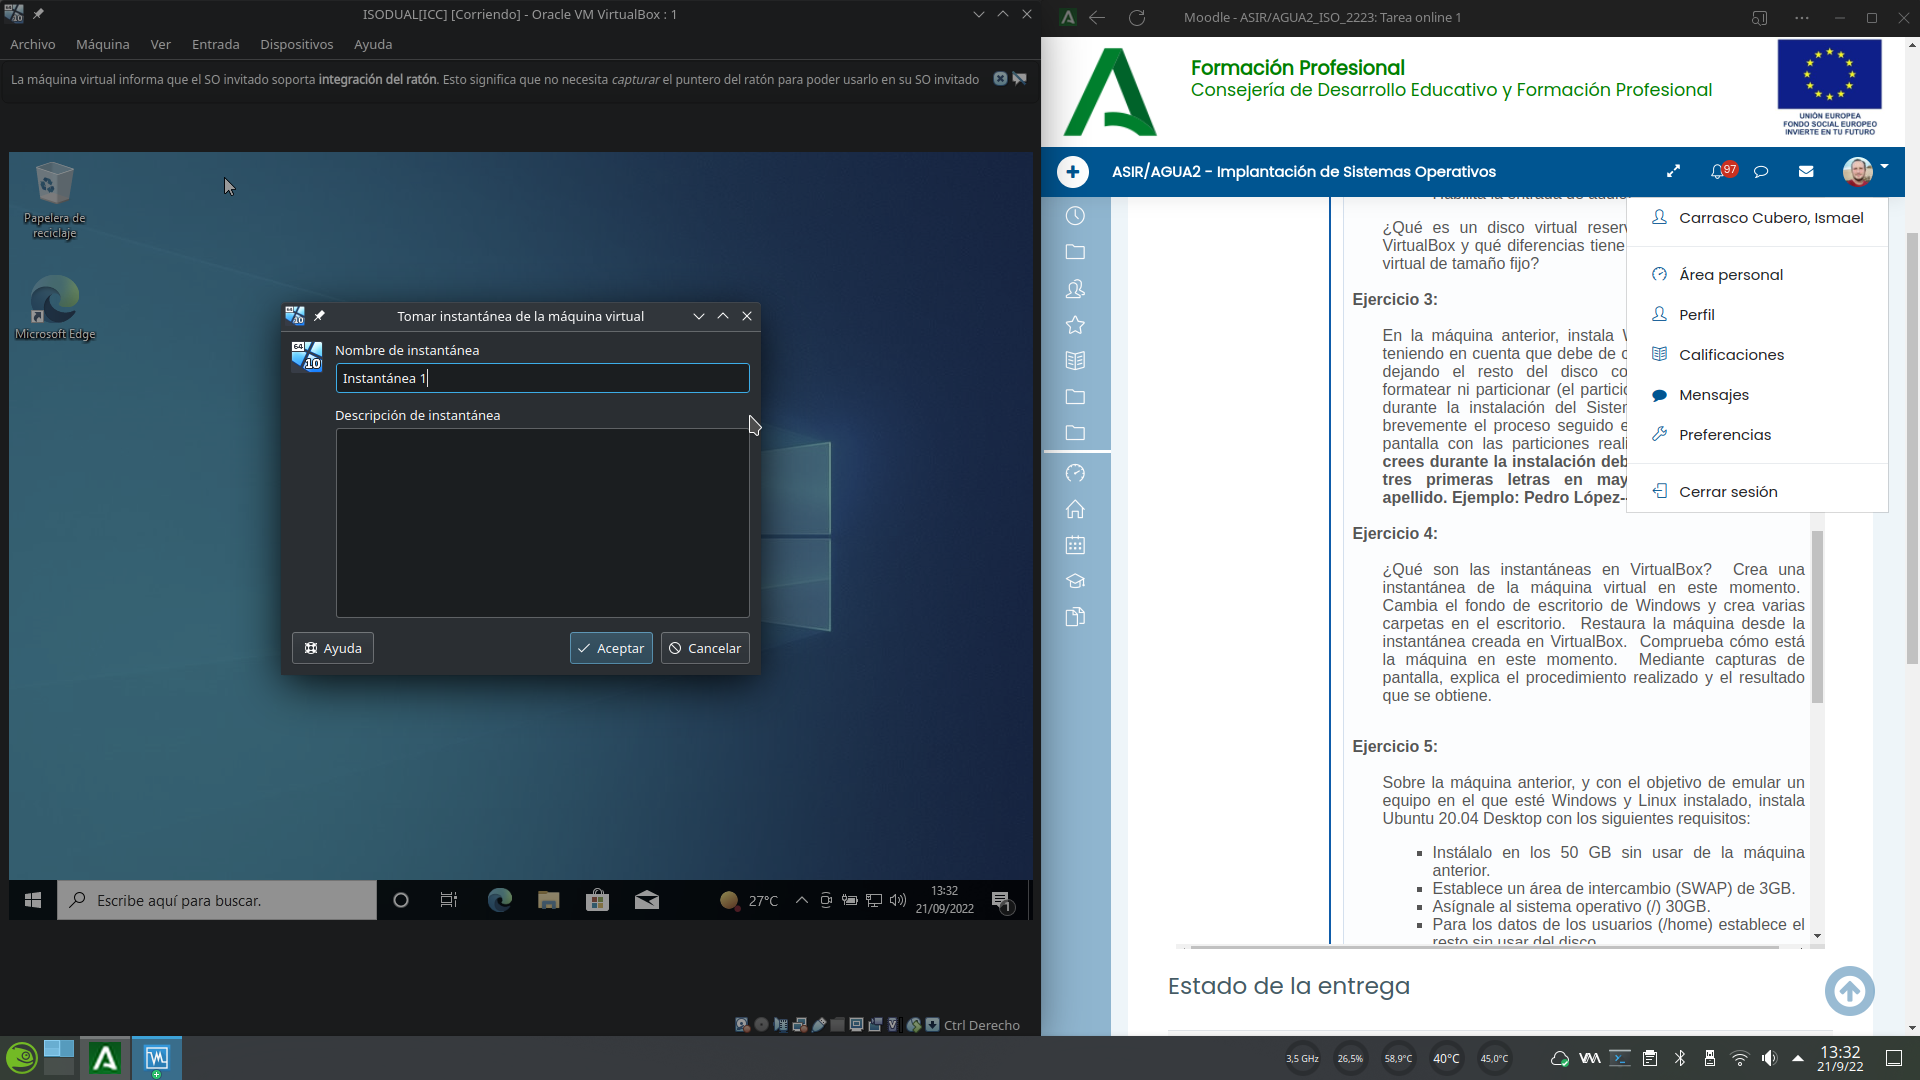 ISODUAL[ICC] [Corriendo] - Oracle VM VirtualBox : 1
Archivo Máquina Ver Entrada Dispositivos Ayuda
La máquina virtual informa que el SO invitado soporta integración del ratón. Esto significa que no necesita capturar el puntero del ratón para poder usarlo en su SO invitado
Papelera de
reciclaje
Microsoft Edge
Tomar instantánea de la máquina virtual
64
10
Nombre de instantánea
Instantánea 1
Descripción de instantánea
Ayuda
Aceptar
Cancelar
Escribe aquí para buscar.
27°C
13:32
21/09/2022
1
Ctrl Derecho
Moodle - ASIR/AGUA2_ISO_2223: Tarea online 1
Formación Profesional
Consejería de Desarrollo Educativo y Formación Profesional
UNIÓN EUROPEA
FONDO SOCIAL EUROPEO
INVIERTE EN TU FUTURO
ASIR/AGUA2 - Implantación de Sistemas Operativos
97
Carrasco Cubero, Ismael
Área personal
Perfil
Calificaciones
Mensajes
Preferencias
Cerrar sesión
¿Qué es un disco virtual reserv
VirtualBox y qué diferencias tiene
virtual de tamaño fijo?
Ejercicio 3:
En la máquina anterior, instala
teniendo en cuenta que debe de
dejando el resto del disco co
formatear ni particionar (el partici
durante la instalación del Sister
brevemente el proceso seguido e
pantalla con las particiones reali
crees durante la instalación deb
tres primeras letras en may
apellido. Ejemplo: Pedro López-
Ejercicio 4:
¿Qué son las instantáneas en VirtualBox? Crea una
instantánea de la máquina virtual en este momento.
Cambia el fondo de escritorio de Windows y crea varias
carpetas en el escritorio. Restaura la máquina desde la
instantánea creada en VirtualBox. Comprueba cómo está
la máquina en este momento. Mediante capturas de
pantalla, explica el procedimiento realizado y el resultado
que se obtiene.
Ejercicio 5:
Sobre la máquina anterior, y con el objetivo de emular un
equipo en el que esté Windows y Linux instalado, instala
Ubuntu 20.04 Desktop con los siguientes requisitos:
Instálalo en los 50 GB sin usar de la máquina
anterior.
Establece un área de intercambio (SWAP) de 3GB.
Asígnale al sistema operativo (/) 30GB.
Para los datos de los usuarios (/home) establece el
resto sin usar del disco
Estado de la entrega
3,5 GHz
26,5%
58,9°C
40°C
45,0°C
13:32
21/9/22